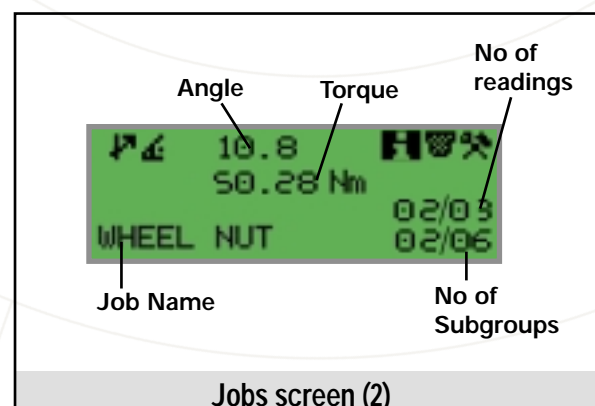 No of
readings
Angle Torque
10.8
50.28 Nm
02/03
WHEEL NUT 02/06
Job Name
No of
Subgroups
Jobs screen (2)